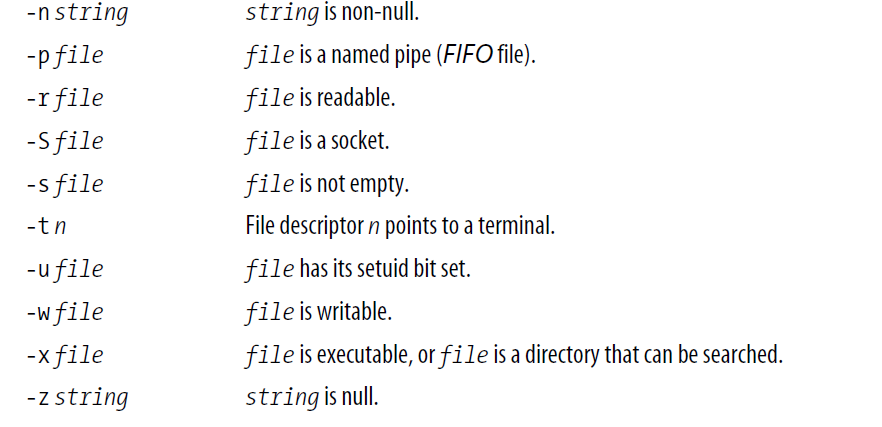 -n string string is non-null.
-p file file is a named pipe (FIFO file).
-r file file is readable.
-S file file is a socket.
-s file file is not empty.
-t n File descriptor n points to a terminal.
-u file file has its setuid bit set.
-w file file is writable.
-x file file is executable, or file is a directory that can be searched.
-z string string is null.